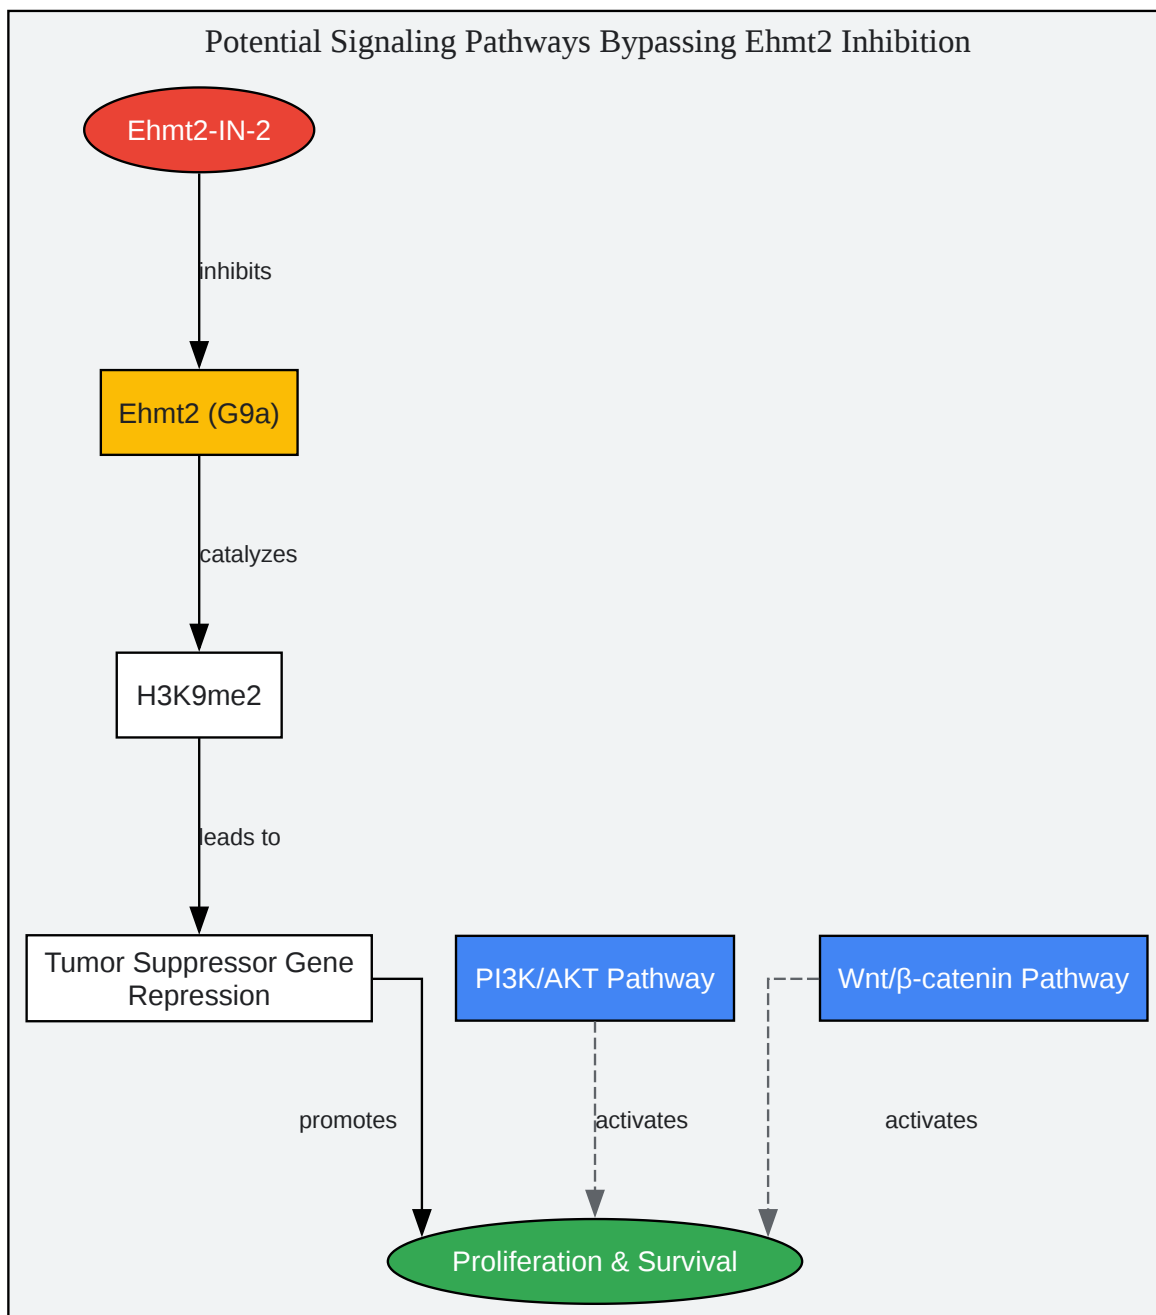 Potential Signaling Pathways Bypassing Ehmt2 Inhibition
Ehmt2-IN-2
inhibits
Ehmt2 (G9a)
catalyzes
H3K9me2
leads to
Tumor Suppressor Gene
Repression
PI3K/AKT Pathway
Wnt/β-catenin Pathway
promotes
activates
activates
Proliferation & Survival